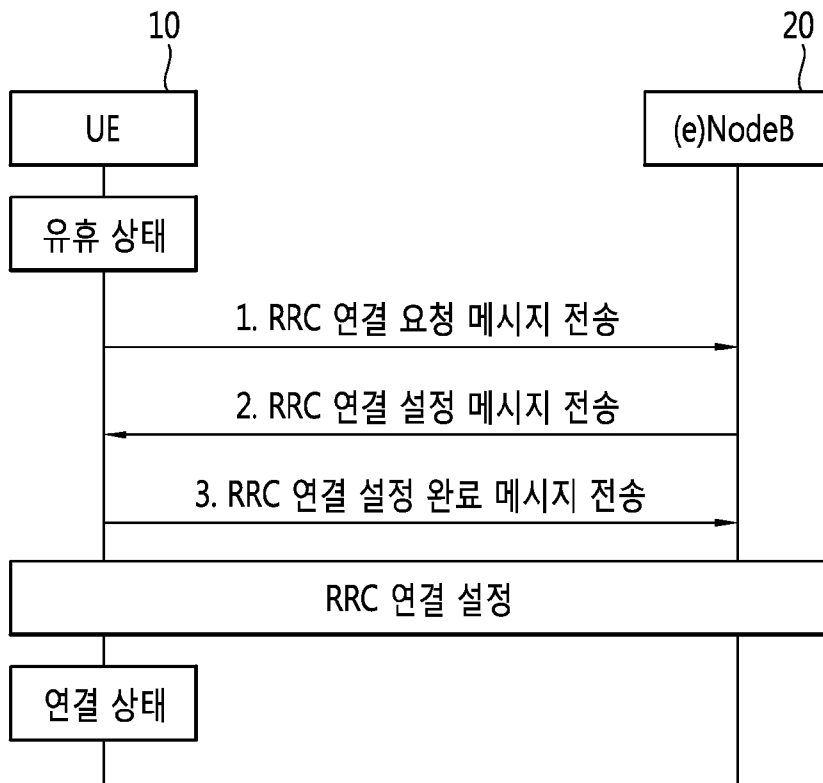 10
20
UE
(e)NodeB
유휴 상태
1. RRC 연결 요청 메시지 전송
2. RRC 연결 설정 메시지 전송
3. RRC 연결 설정 완료 메시지 전송
RRC 연결 설정
연결 상태